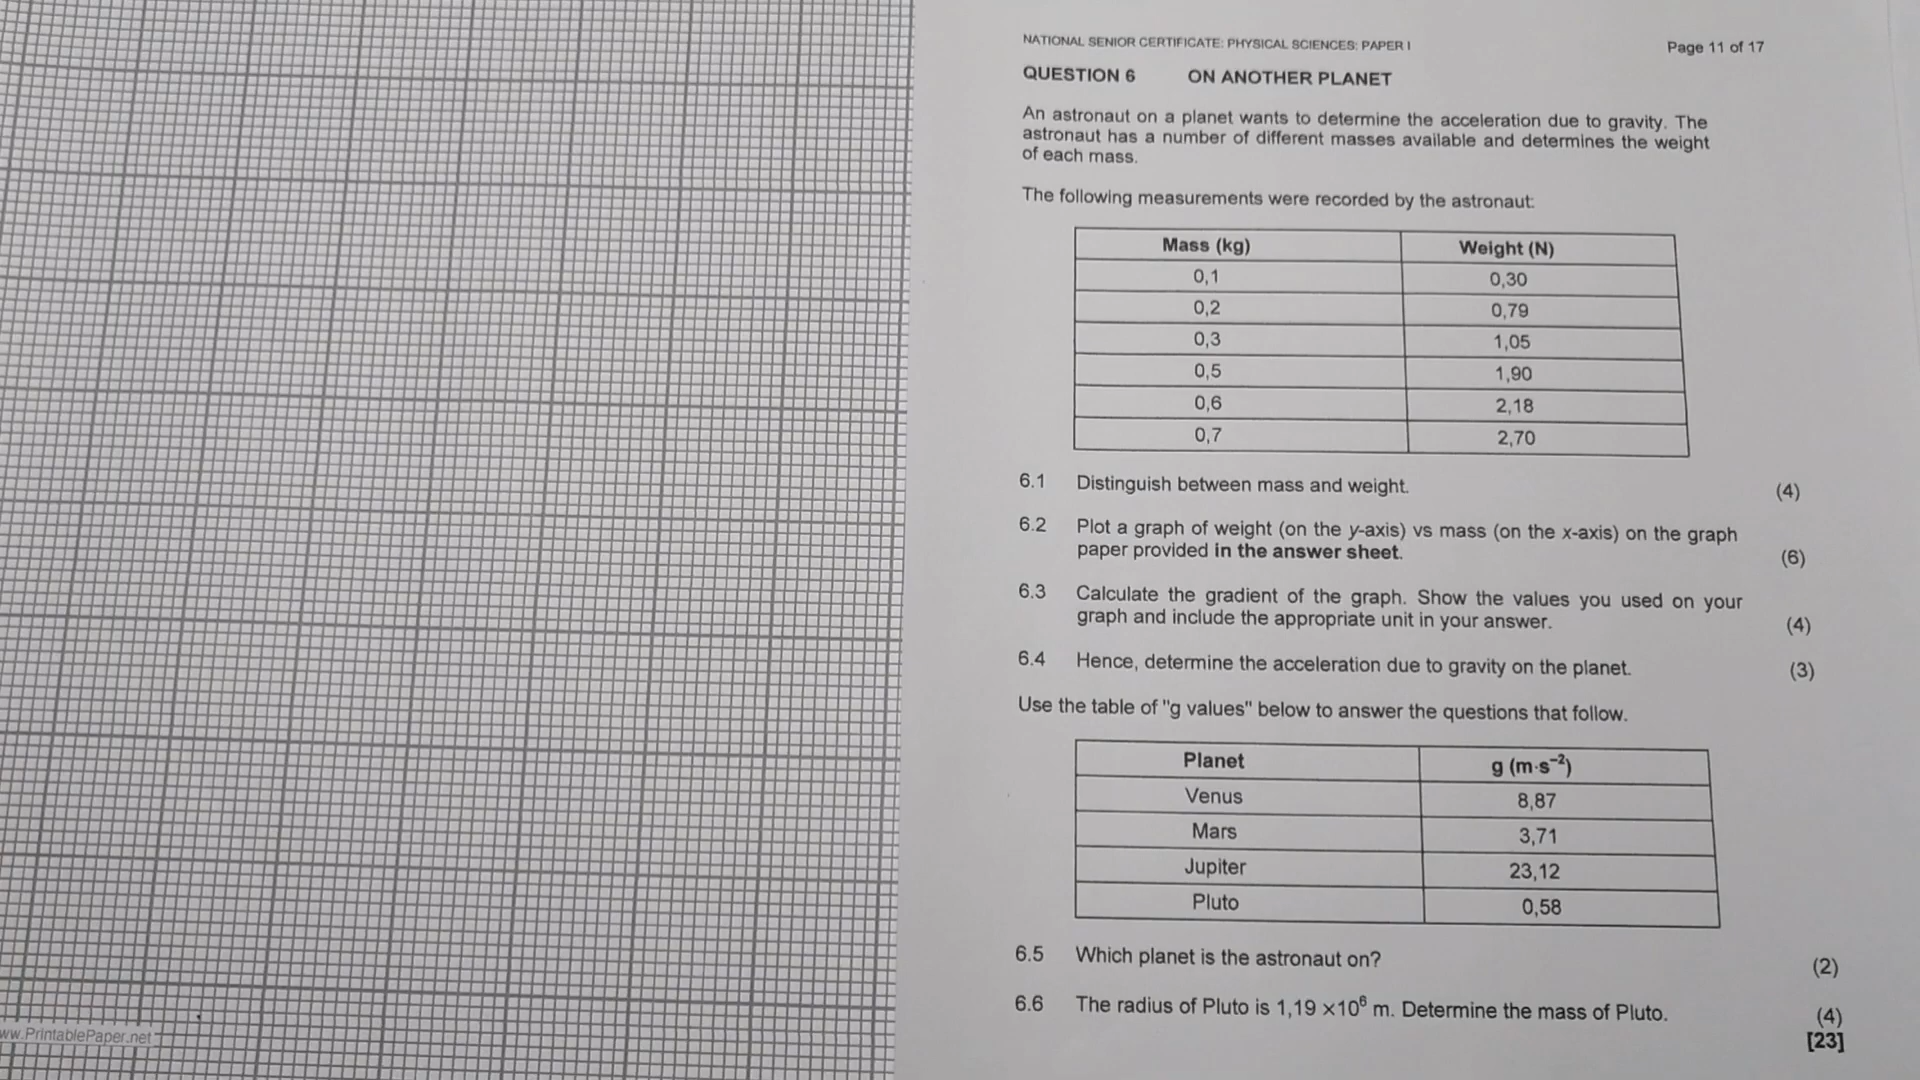 NATIONAL SENIOR CERTIFICATE: PHYSICAL SCIENCES: PAPER I
Page 11 of 17
QUESTION 6 ON ANOTHER PLANET
An astronaut on a planet wants to determine the acceleration due to gravity. The
astronaut has a number of different masses available and determines the weight
of each mass.
The following measurements were recorded by the astronaut:
Mass (kg) Weight (N)
0,1 0,30
0,2 0,79
0,3 1,05
0,5 1,90
0,6 2,18
0,7 2,70
6.1 Distinguish between mass and weight. (4)
6.2 Plot a graph of weight (on the y-axis) vs mass (on the x-axis) on the graph
paper provided in the answer sheet. (6)
6.3 Calculate the gradient of the graph. Show the values you used on your
graph and include the appropriate unit in your answer. (4)
6.4 Hence, determine the acceleration due to gravity on the planet. (3)
Use the table of "g values" below to answer the questions that follow.
Planet g (m·s⁻²)
Venus 8,87
Mars 3,71
Jupiter 23,12
Pluto 0,58
6.5 Which planet is the astronaut on? (2)
6.6 The radius of Pluto is 1,19 ×10⁶ m. Determine the mass of Pluto. (4)
[23]
ww.PrintablePaper.net